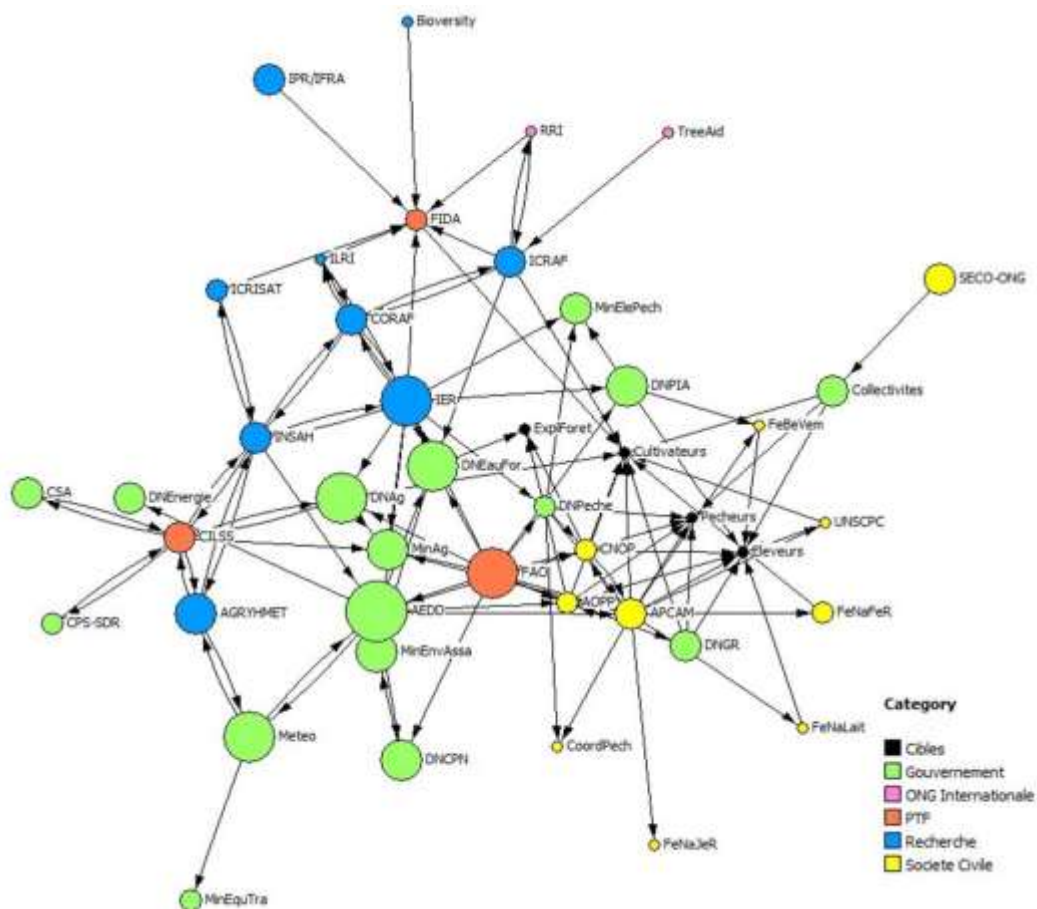 Bioversity
IPR/IFRA
RRI
TreeAid
FIDA
ILRI
ICRAF
SECO-ONG
ICRISAT
MinElePech
CORAF
DNPIA
Collectivites
IER
ExplForet
FeBeVem
INSAH
Cultivateurs
DNEauFor
CSA
DNEnergie
DNAg
DNPeche
Pecheurs
UNSCPC
CILSS
MinAg
CNOP
Eleveurs
FAO
AOPP
AGRYHMET
AEDD
APCAM
FeNaFeR
CPS-SDR
MinEnvAssa
DNGR
Meteo
CoordPech
FeNaLait
DNCPN
FeNaJeR
MinEquTra
Category
Cibles
Gouvernement
ONG Internationale
PTF
Recherche
Societe Civile